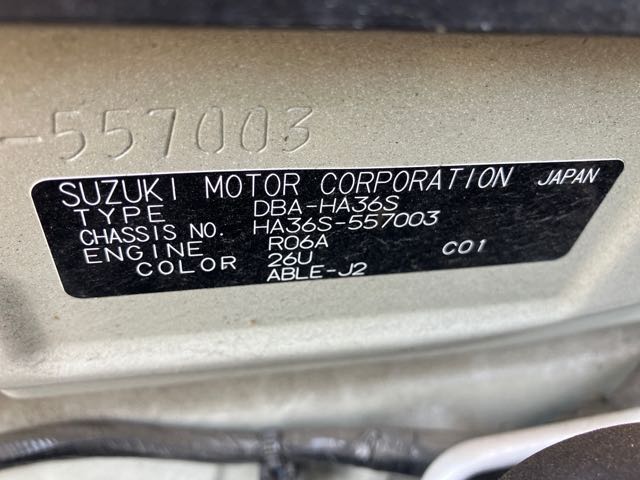 -557003
SUZUKI MOTOR CORPORATION JAPAN
TYPE DBA-HA36S
CHASSIS NO. HA36S-557003
ENGINE R06A
COLOR 26U C01
ABLE-J2